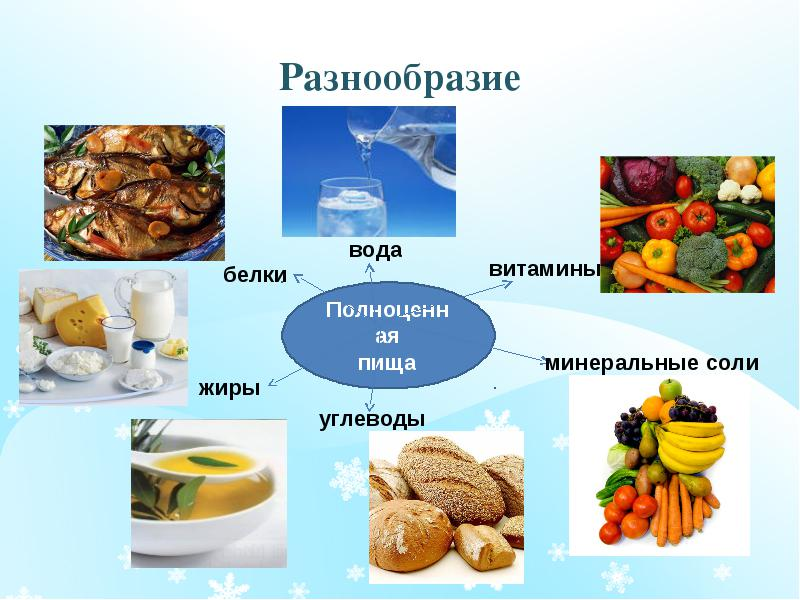 Разнообразие
вода
белки
витамины
Полноценн
ая
пища
минеральные соли
жиры
углеводы